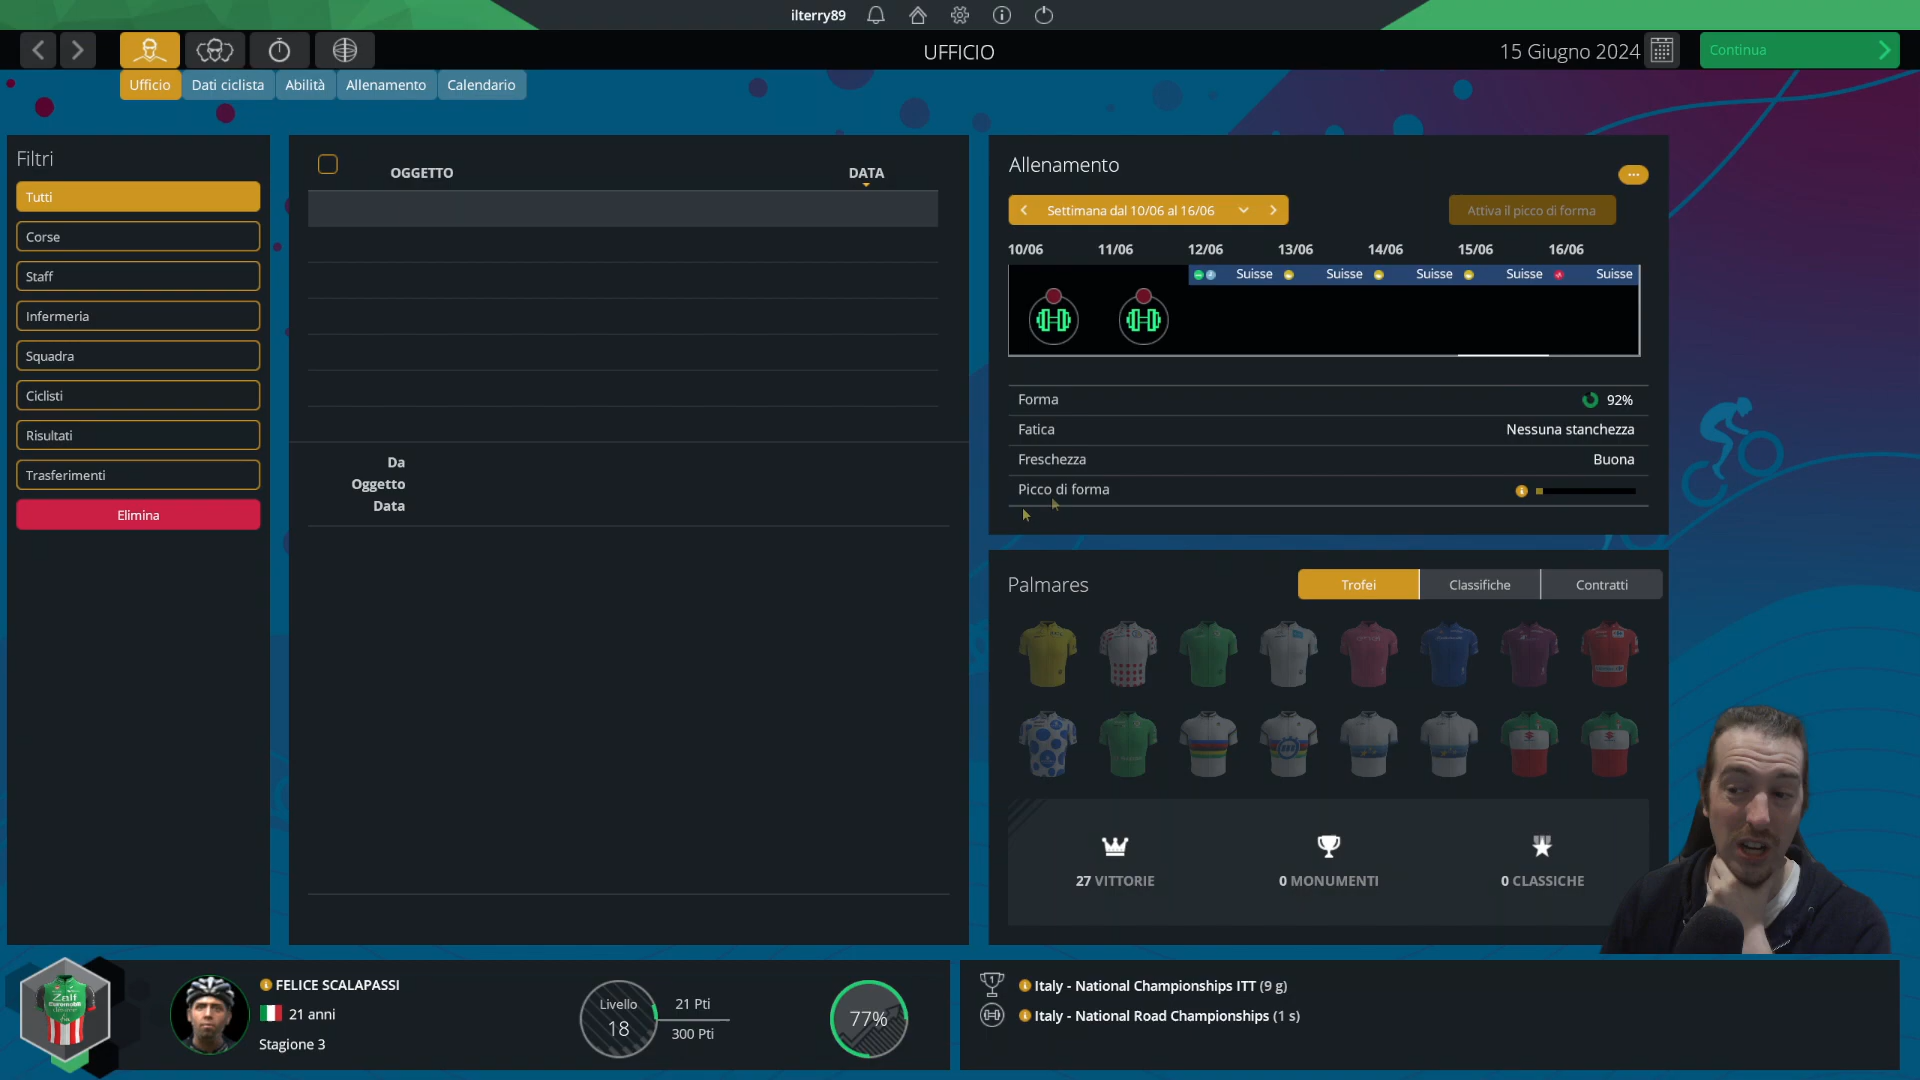 ilterry89
UFFICIO
15 Giugno 2024
Continua
Ufficio
Dati ciclista
Abilità
Allenamento
Calendario
Filtri
Tutti
Corse
Staff
Infermeria
Squadra
Ciclisti
Risultati
Trasferimenti
Elimina
OGGETTO
DATA
Da
Oggetto
Data
Allenamento
...
Settimana dal 10/06 al 16/06
Attiva il picco di forma
10/06 11/06 12/06 13/06 14/06 15/06 16/06
Suisse Suisse Suisse Suisse Suisse
Forma 92%
Fatica Nessuna stanchezza
Freschezza Buona
Picco di forma
Palmares
Trofei
Classifiche
Contratti
27 VITTORIE
0 MONUMENTI
0 CLASSICHE
Zalf
FELICE SCALAPASSI
21 anni
Stagione 3
Livello
18
21 Pti
300 Pti
77%
1
Italy - National Championships ITT (9 g)
Italy - National Road Championships (1 s)